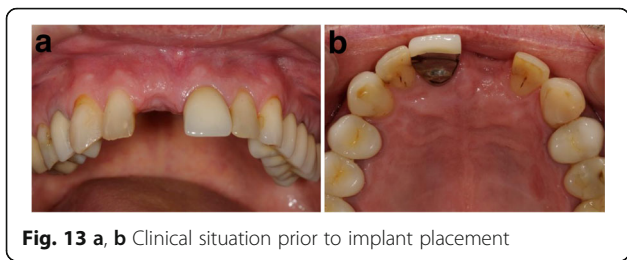 a
b
Fig. 13 a, b Clinical situation prior to implant placement